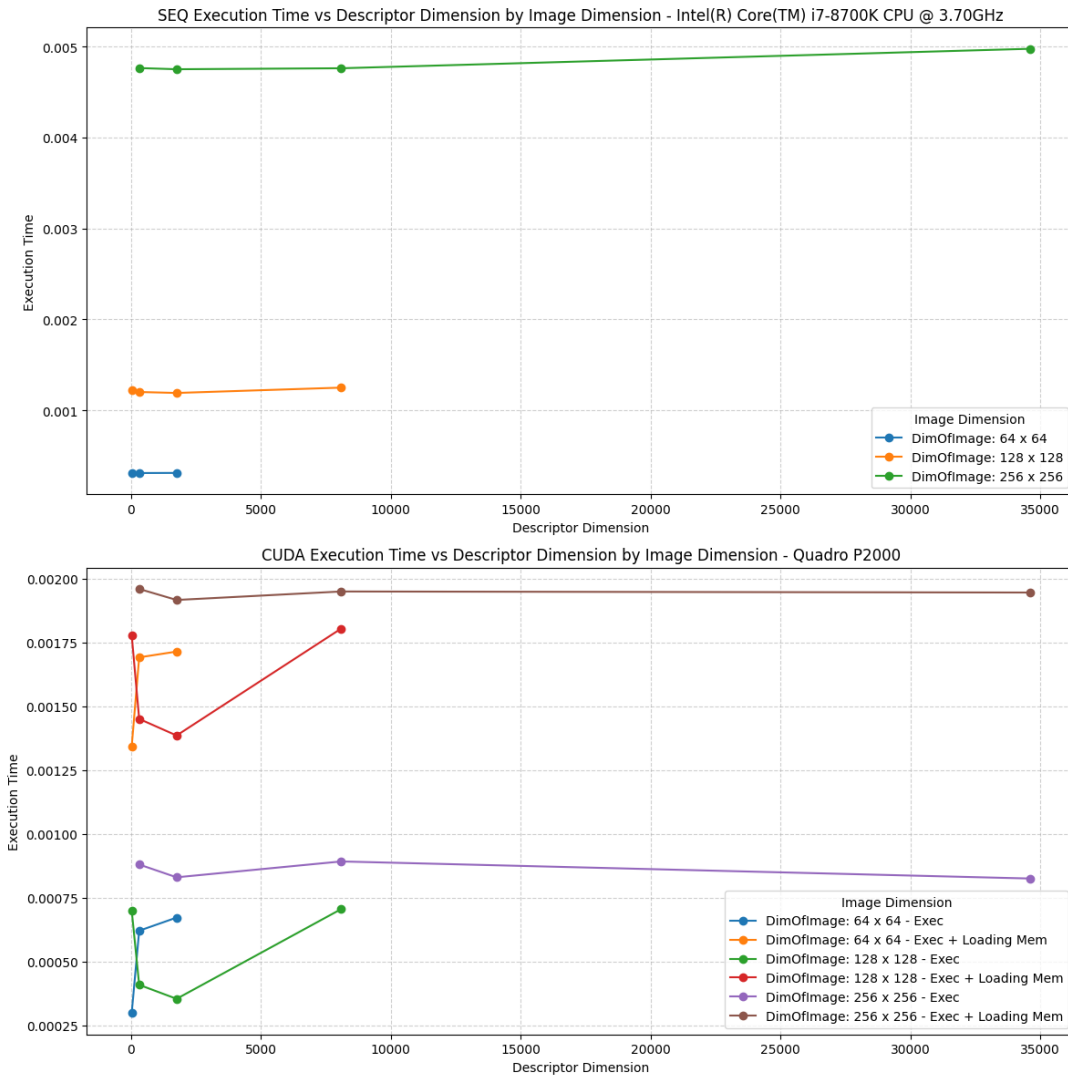 SEQ Execution Time vs Descriptor Dimension by Image Dimension - Intel(R) Core(TM) i7-8700K CPU @ 3.70GHz
0.005
0.004
0.003
0.002
0.001
Execution Time
Image Dimension
DimOfImage: 64 x 64
DimOfImage: 128 x 128
DimOfImage: 256 x 256
0 5000 10000 15000 20000 25000 30000 35000
Descriptor Dimension
CUDA Execution Time vs Descriptor Dimension by Image Dimension - Quadro P2000
0.00200
0.00175
0.00150
0.00125
0.00100
0.00075
0.00050
0.00025
Execution Time
Image Dimension
DimOfImage: 64 x 64 - Exec
DimOfImage: 64 x 64 - Exec + Loading Mem
DimOfImage: 128 x 128 - Exec
DimOfImage: 128 x 128 - Exec + Loading Mem
DimOfImage: 256 x 256 - Exec
DimOfImage: 256 x 256 - Exec + Loading Mem
0 5000 10000 15000 20000 25000 30000 35000
Descriptor Dimension